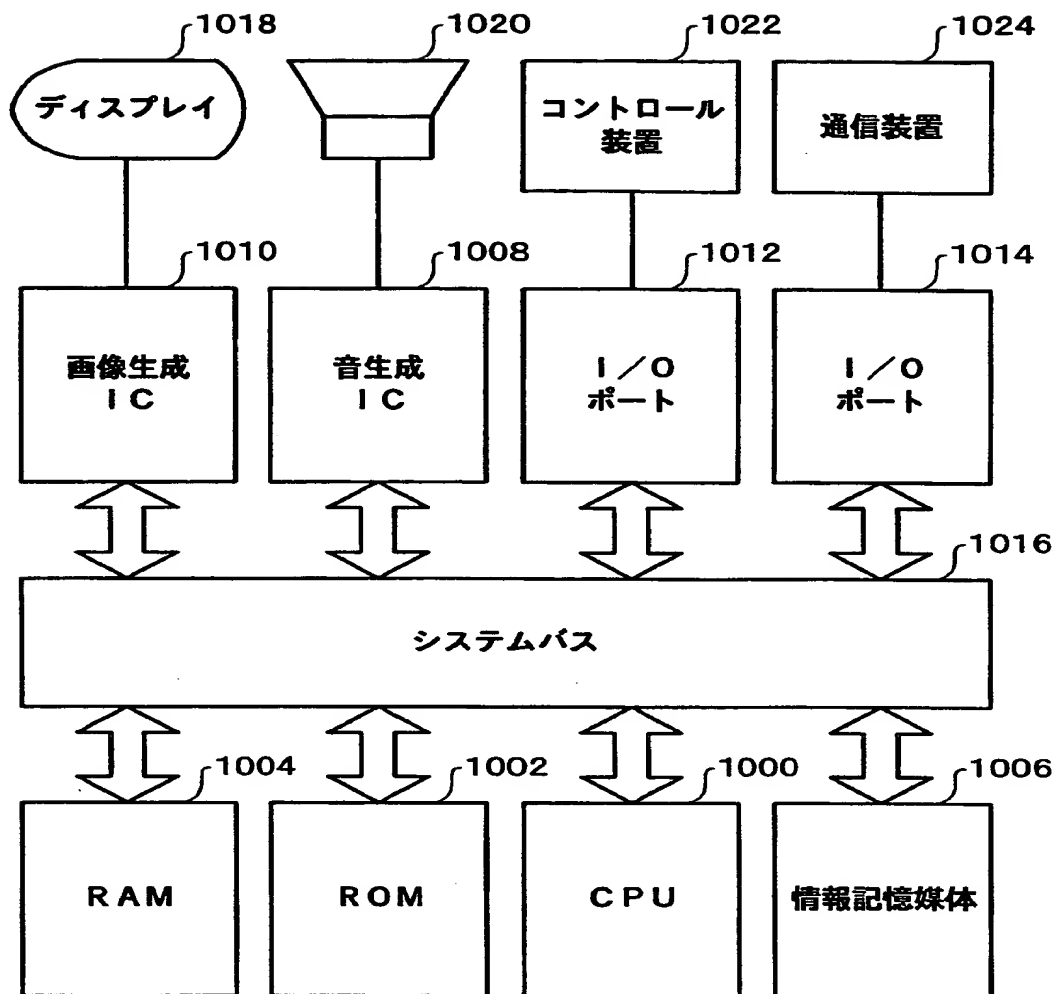 1018
1020
1022
1024
ディスプレイ
コントロール
装置
通信装置
1010
1008
1012
1014
画像生成
IC
音生成
IC
I/O
ポート
I/O
ポート
1016
システムバス
1004
1002
1000
1006
RAM
ROM
CPU
情報記憶媒体